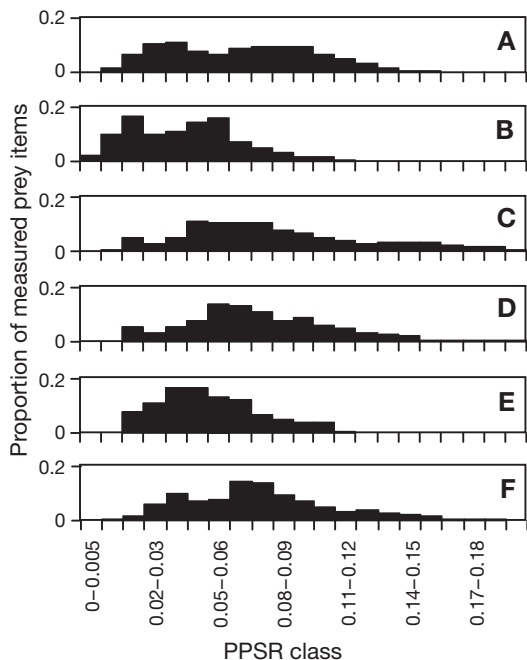 Proportion of measured prey items
0.2
0
A
0.2
0
B
0.2
0
C
0.2
0
D
0.2
0
E
0.2
0
F
0–0.005
0.02–0.03
0.05–0.06
0.08–0.09
0.11–0.12
0.14–0.15
0.17–0.18
PPSR class